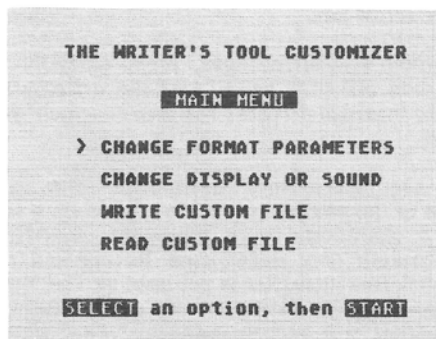 THE WRITER'S TOOL CUSTOMIZER
MAIN MENU
> CHANGE FORMAT PARAMETERS
CHANGE DISPLAY OR SOUND
WRITE CUSTOM FILE
READ CUSTOM FILE
SELECT an option, then START